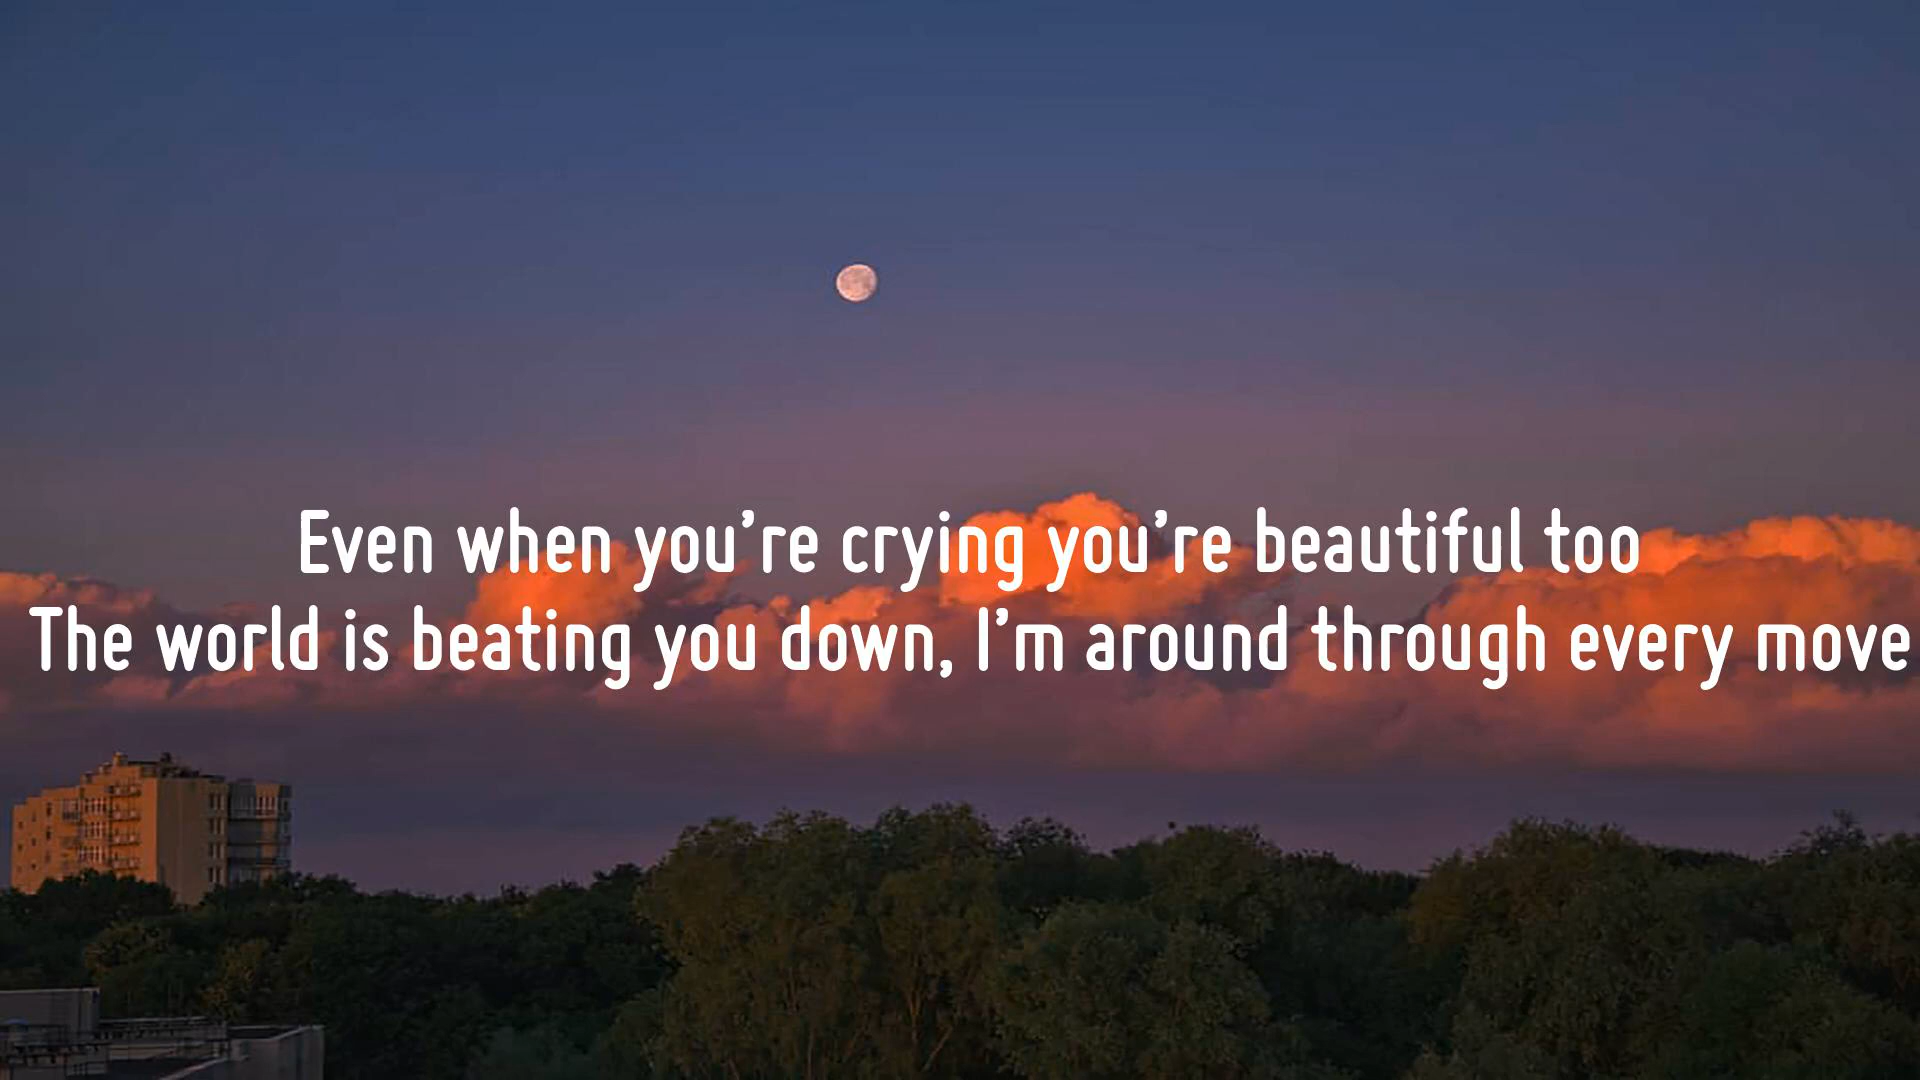 Even when you’re crying you’re beautiful too
The world is beating you down, I’m around through every move